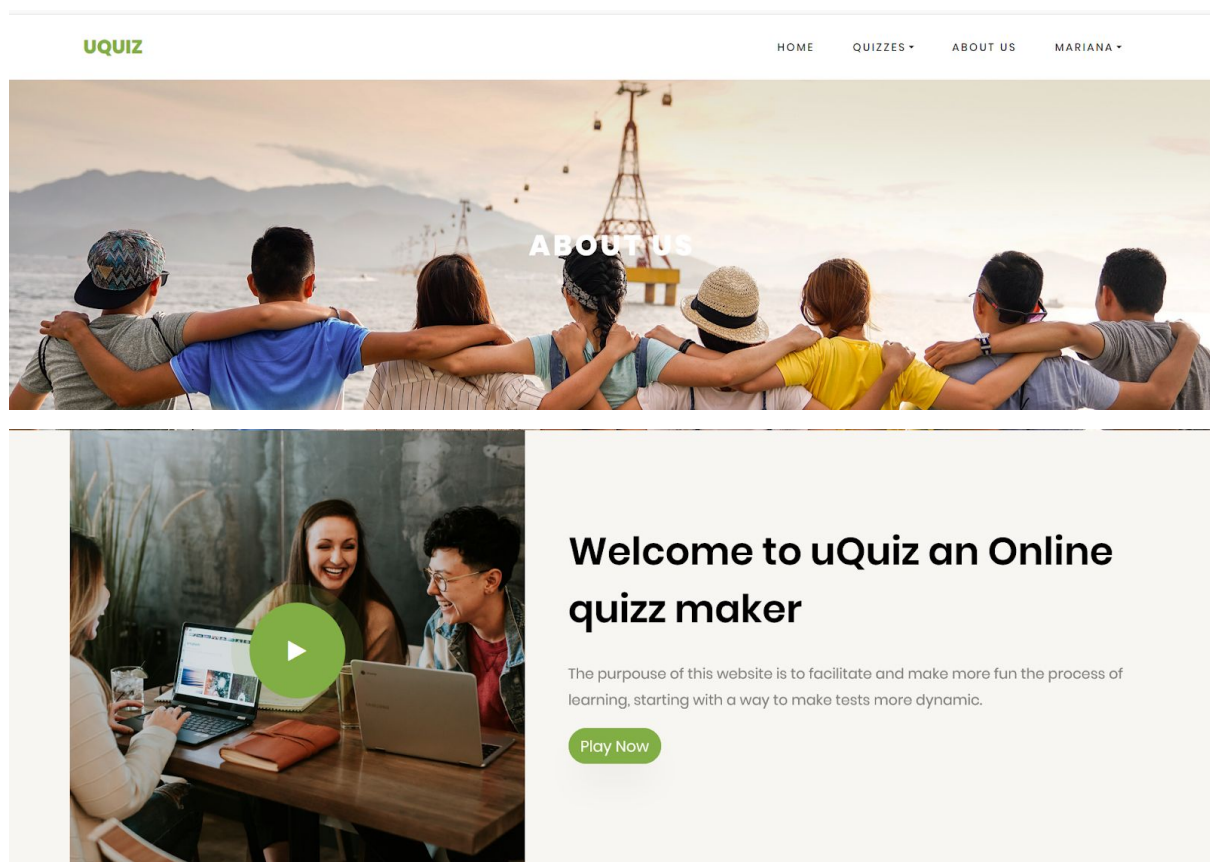 UQUIZ
HOME QUIZZES ABOUT US MARIANA
ABOUT US
Welcome to uQuiz an Online
quizz maker
The purpouse of this website is to facilitate and make more fun the process of
learning, starting with a way to make tests more dynamic.
Play Now